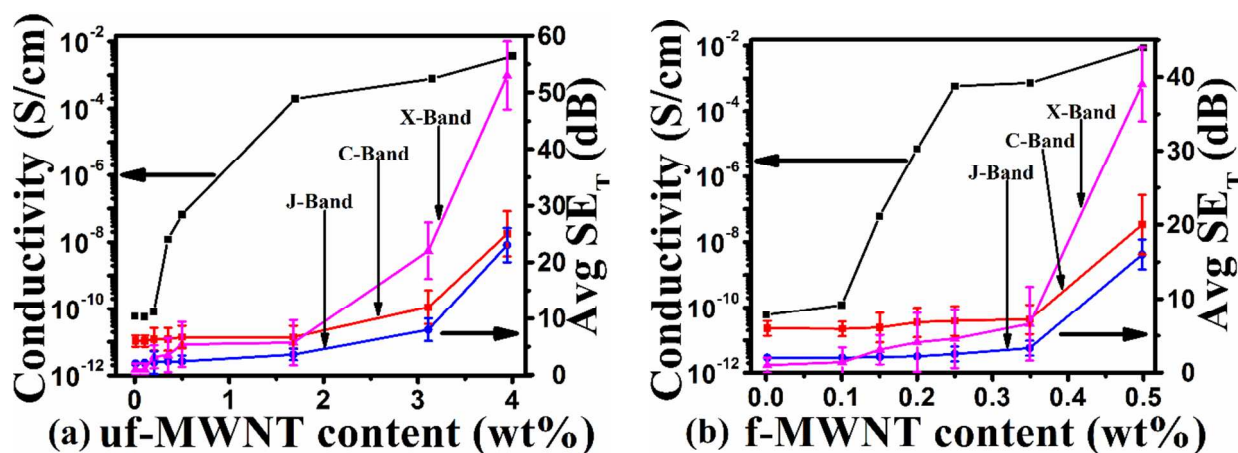 10⁻²
10⁻⁴
10⁻⁶
10⁻⁸
10⁻¹⁰
10⁻¹²
Conductivity (S/cm)
60
50
40
30
20
10
0
Avg SE_T (dB)
X-Band
C-Band
J-Band
0
1
2
3
4
(a) uf-MWNT content (wt%)
10⁻²
10⁻⁴
10⁻⁶
10⁻⁸
10⁻¹⁰
10⁻¹²
Conductivity (S/cm)
40
30
20
10
0
Avg SE_T (dB)
X-Band
C-Band
J-Band
0.0
0.1
0.2
0.3
0.4
0.5
(b) f-MWNT content (wt%)